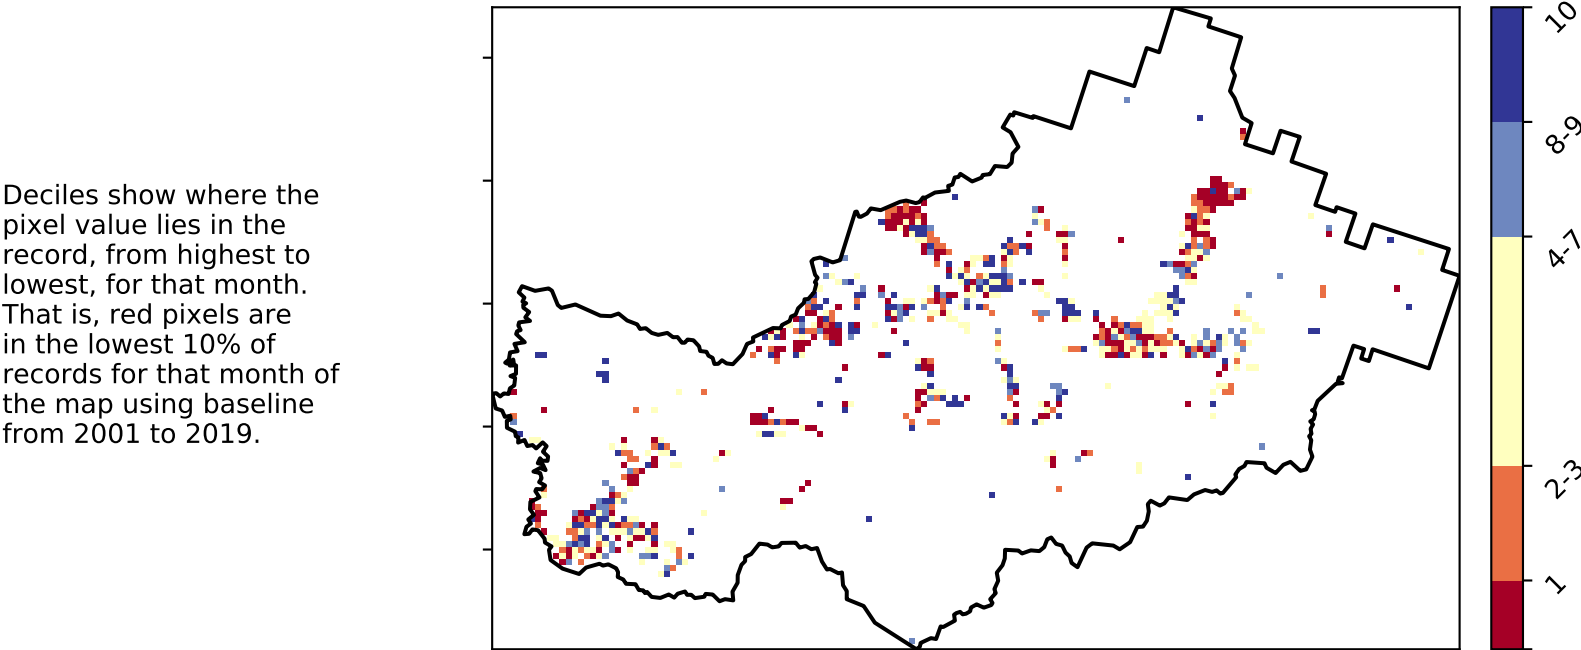 Deciles show where the
pixel value lies in the
record, from highest to
lowest, for that month.
That is, red pixels are
in the lowest 10% of
records for that month of
the map using baseline
from 2001 to 2019.
10
8-9
4-7
2-3
1